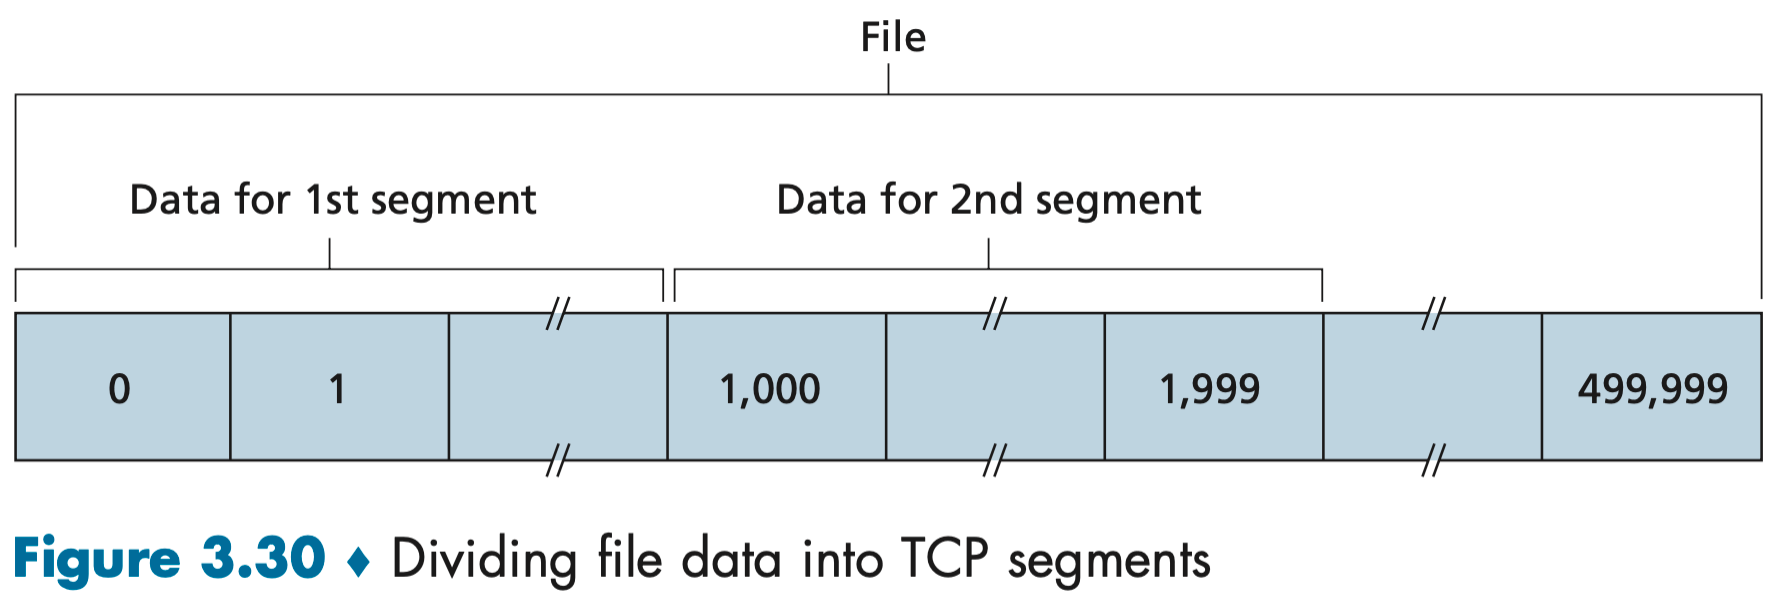 File
Data for 1st segment Data for 2nd segment
0 1 1,000 1,999 499,999
Figure 3.30 ♦ Dividing file data into TCP segments